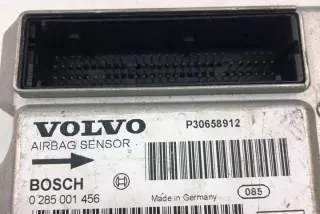 VOLVO
P30658912
AIRBAG SENSOR
BOSCH
Made in Germany
085
0 285 001 456